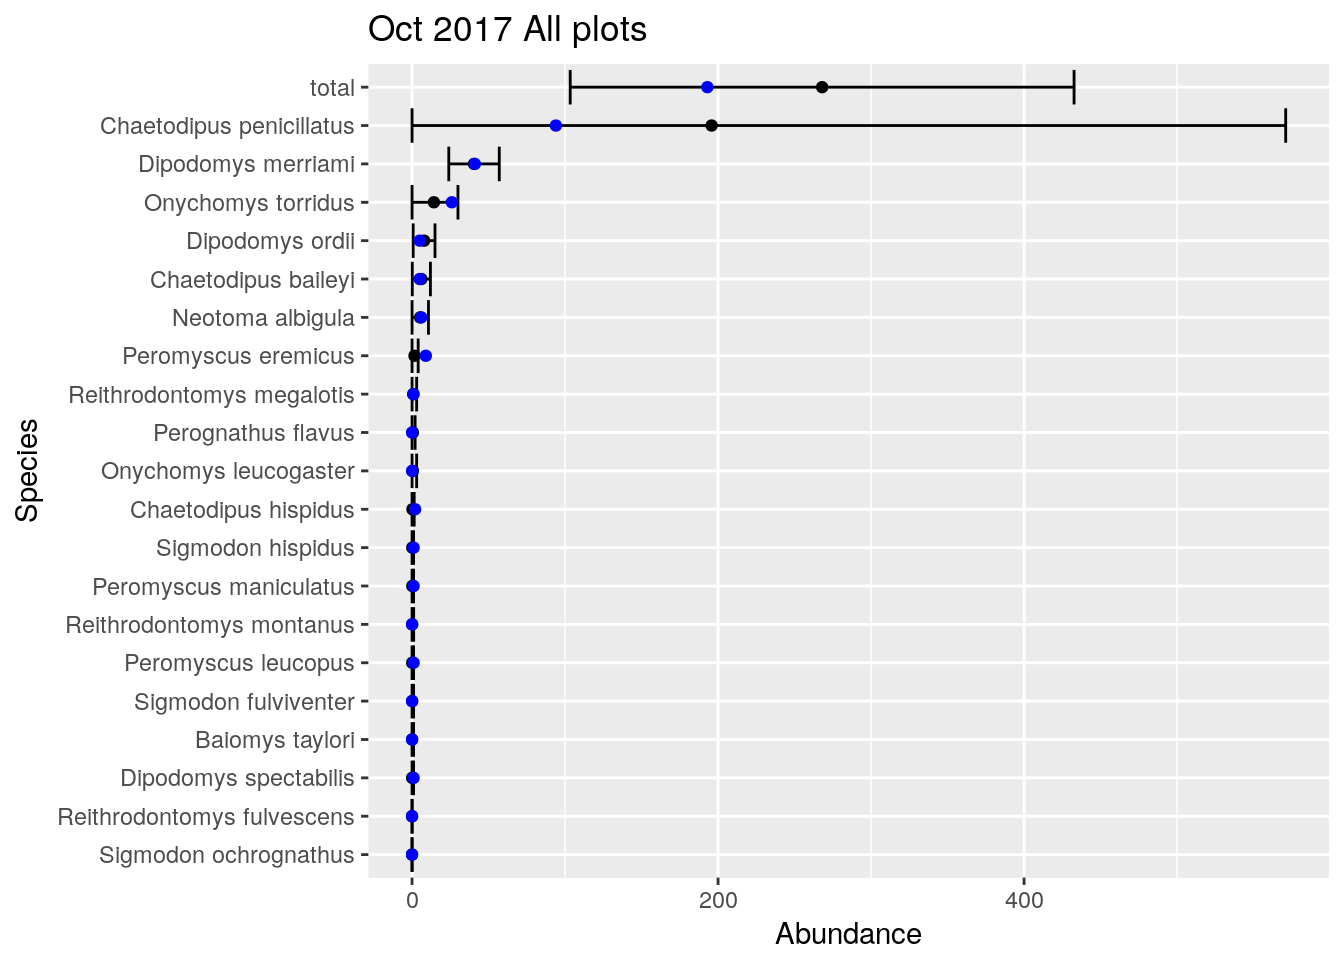 Oct 2017 All plots
total
Chaetodipus penicillatus
Dipodomys merriami
Onychomys torridus
Dipodomys ordii
Chaetodipus baileyi
Neotoma albigula
Peromyscus eremicus
Reithrodontomys megalotis
Perognathus flavus
Onychomys leucogaster
Chaetodipus hispidus
Sigmodon hispidus
Peromyscus maniculatus
Reithrodontomys montanus
Peromyscus leucopus
Sigmodon fulviventer
Baiomys taylori
Dipodomys spectabilis
Reithrodontomys fulvescens
Sigmodon ochrognathus
Species
0 200 400
Abundance